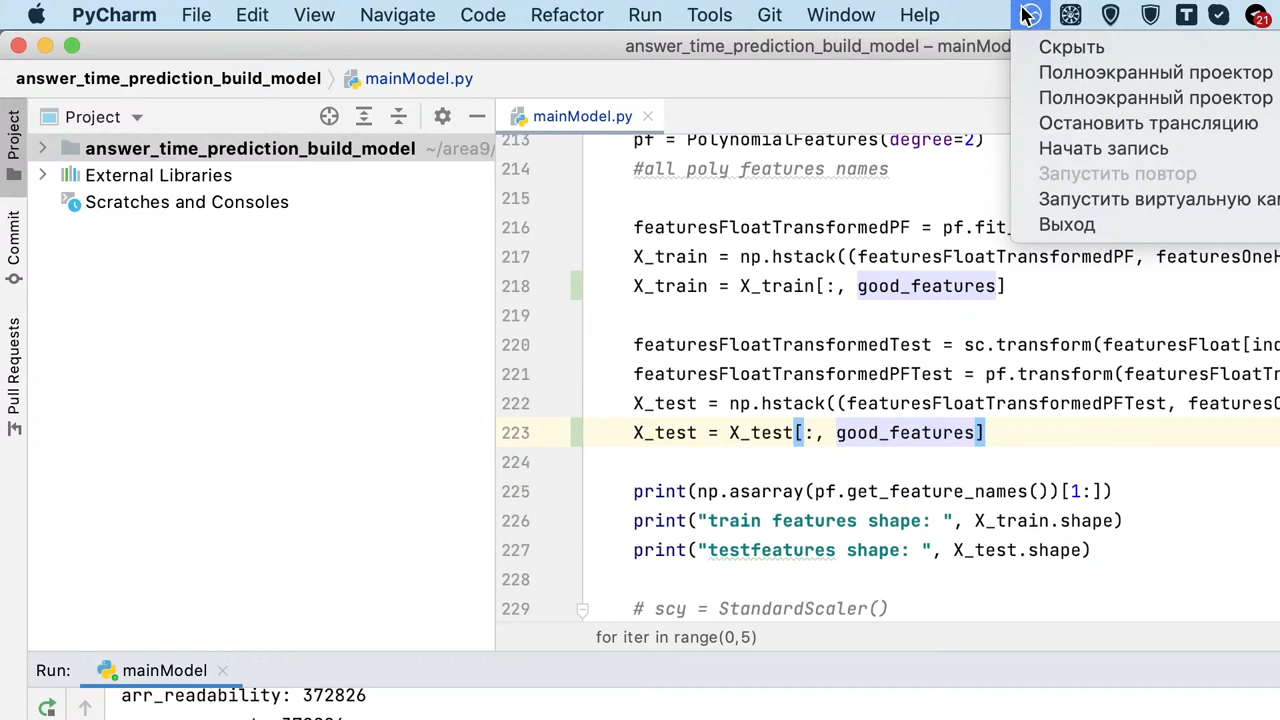 PyCharm File Edit View Navigate Code Refactor Run Tools Git Window Help
21
answer_time_prediction_build_model – mainMod
answer_time_prediction_build_model mainModel.py
Скрыть
Полноэкранный проектор
Полноэкранный проектор
Остановить трансляцию
Начать запись
Запустить повтор
Запустить виртуальную кам
Выход
Project
Commit
Pull Requests
Project
answer_time_prediction_build_model ~/area9/
External Libraries
Scratches and Consoles
mainModel.py
213 pf = PolynomialFeatures(degree=2)
214 #all poly features names
215
216 featuresFloatTransformedPF = pf.fit_
217 X_train = np.hstack((featuresFloatTransformedPF, featuresOneH
218 X_train = X_train[:, good_features]
219
220 featuresFloatTransformedTest = sc.transform(featuresFloat[ind
221 featuresFloatTransformedPFTest = pf.transform(featuresFloatTr
222 X_test = np.hstack((featuresFloatTransformedPFTest, featuresO
223 X_test = X_test[:, good_features]
224
225 print(np.asarray(pf.get_feature_names())[1:])
226 print("train features shape: ", X_train.shape)
227 print("testfeatures shape: ", X_test.shape)
228
229 # scy = StandardScaler()
for iter in range(0,5)
Run: mainModel
arr_readability: 372826